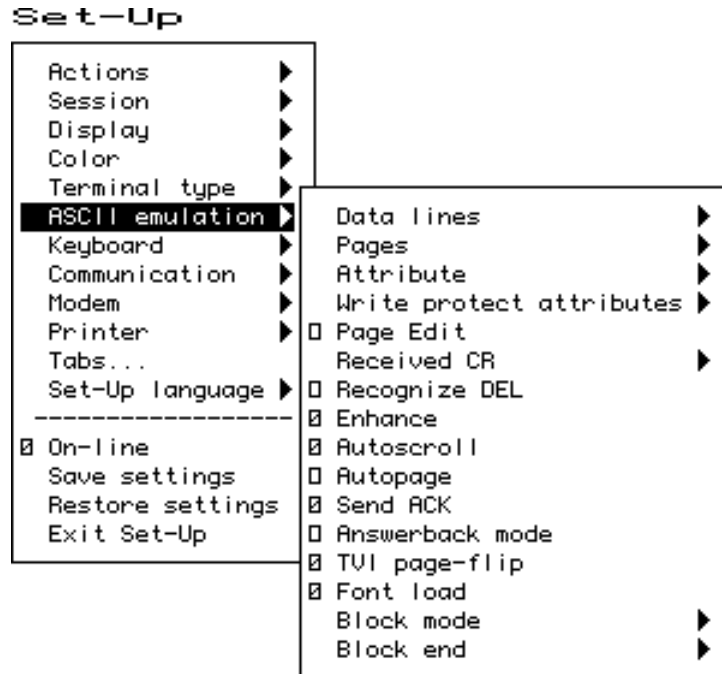 Set-Up
Actions
Session
Display
Color
Terminal type
ASCII emulation
Keyboard
Communication
Modem
Printer
Tabs...
Set-Up language
On-line
Save settings
Restore settings
Exit Set-Up
Data lines
Pages
Attribute
Write protect attributes
Page Edit
Received CR
Recognize DEL
Enhance
Autoscroll
Autopage
Send ACK
Answerback mode
TVI page-flip
Font load
Block mode
Block end